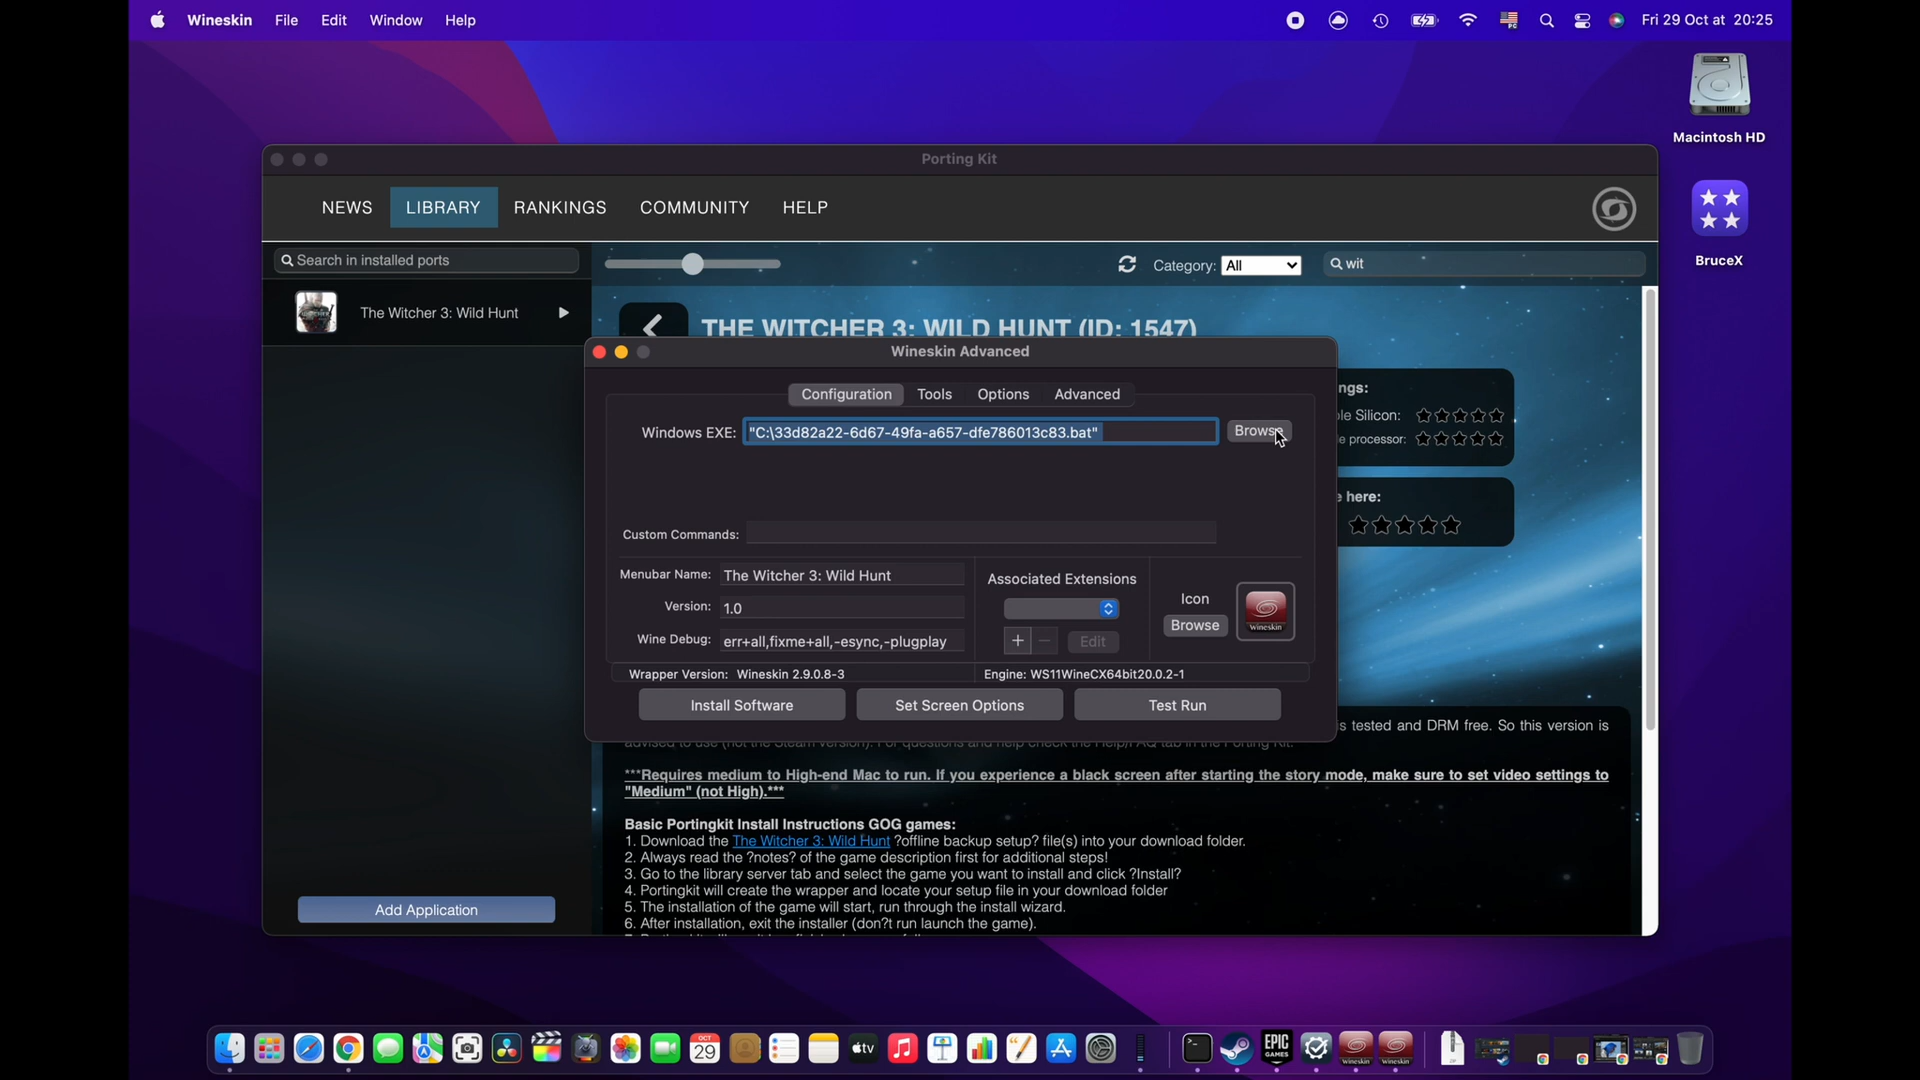 Wineskin File Edit Window Help
Fri 29 Oct at 20:25
Macintosh HD
BruceX
Porting Kit
NEWS LIBRARY RANKINGS COMMUNITY HELP
Search in installed ports
Category: All
wit
The Witcher 3: Wild Hunt
THE WITCHER 3: WILD HUNT (ID: 1547)
Wineskin Advanced
Configuration Tools Options Advanced
Windows EXE: "C:\33d82a22-6d67-49fa-a657-dfe786013c83.bat" Browse
Custom Commands:
Menubar Name: The Witcher 3: Wild Hunt
Version: 1.0
Wine Debug: err+all,fixme+all,-esync,-plugplay
Associated Extensions
+ − Edit
Icon
Browse
Wineskin
Wrapper Version: Wineskin 2.9.0.8-3
Engine: WS11WineCX64bit20.0.2-1
Install Software Set Screen Options Test Run
ngs:
le Silicon:
e processor:
e here:
s tested and DRM free. So this version is
***Requires medium to High-end Mac to run. If you experience a black screen after starting the story mode, make sure to set video settings to
"Medium" (not High).***
Basic Portingkit Install Instructions GOG games:
1. Download the The Witcher 3: Wild Hunt ?offline backup setup? file(s) into your download folder.
2. Always read the ?notes? of the game description first for additional steps!
3. Go to the library server tab and select the game you want to install and click ?Install?
4. Portingkit will create the wrapper and locate your setup file in your download folder
5. The installation of the game will start, run through the install wizard.
6. After installation, exit the installer (don?t run launch the game).
Add Application
OCT
29
tv
EPIC
GAMES
Wineskin
Wineskin